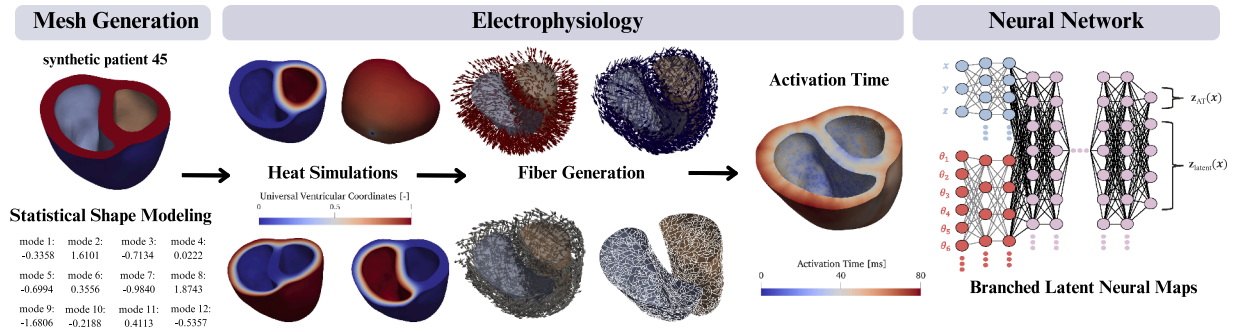 Mesh Generation
Electrophysiology
Neural Network
synthetic patient 45
Statistical Shape Modeling
mode 1: mode 2: mode 3: mode 4:
-0.3358 1.6101 -0.7134 0.0222
mode 5: mode 6: mode 7: mode 8:
-0.6994 0.3556 -0.9840 1.8743
mode 9: mode 10: mode 11: mode 12:
-1.6806 -0.2188 0.4113 -0.5357
Heat Simulations
Universal Ventricular Coordinates [-]
0 0.5 1
Fiber Generation
Activation Time
Activation Time [ms]
0 40 80
x
y
z
θ1
θ2
θ3
θ4
θ5
θ6
z_AT(x)
z_latent(x)
Branched Latent Neural Maps